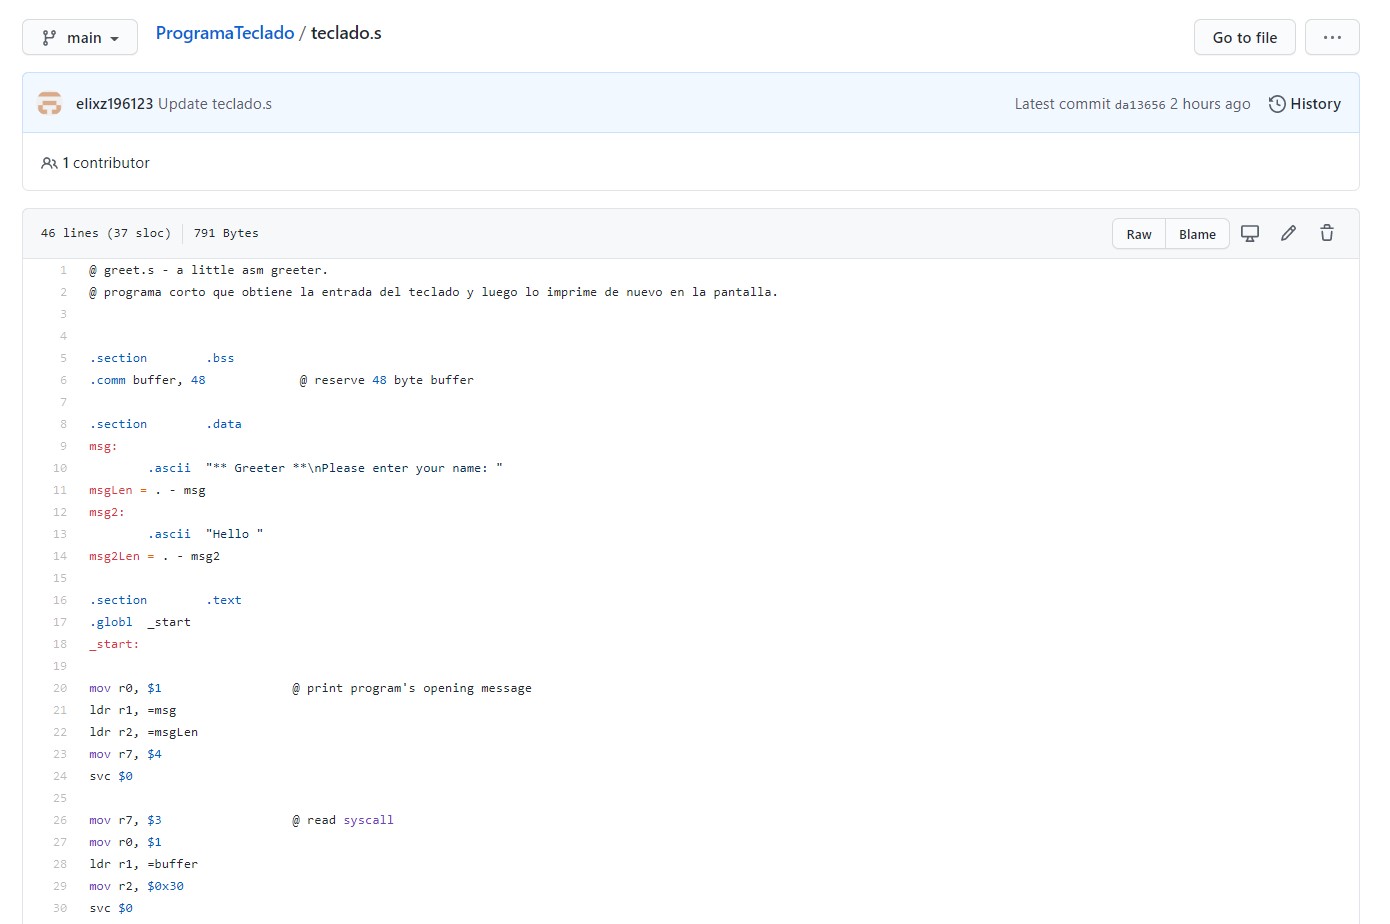 main
ProgramaTeclado / teclado.s
Go to file
...
elixz196123 Update teclado.s
Latest commit da13656 2 hours ago
History
1 contributor
46 lines (37 sloc)
791 Bytes
Raw
Blame
1 @ greet.s - a little asm greeter.
2 @ programa corto que obtiene la entrada del teclado y luego lo imprime de nuevo en la pantalla.
3
4
5 .section .bss
6 .comm buffer, 48 @ reserve 48 byte buffer
7
8 .section .data
9 msg:
10 .ascii "** Greeter **\nPlease enter your name: "
11 msgLen = . - msg
12 msg2:
13 .ascii "Hello "
14 msg2Len = . - msg2
15
16 .section .text
17 .globl _start
18 _start:
19
20 mov r0, $1 @ print program's opening message
21 ldr r1, =msg
22 ldr r2, =msgLen
23 mov r7, $4
24 svc $0
25
26 mov r7, $3 @ read syscall
27 mov r0, $1
28 ldr r1, =buffer
29 mov r2, $0x30
30 svc $0